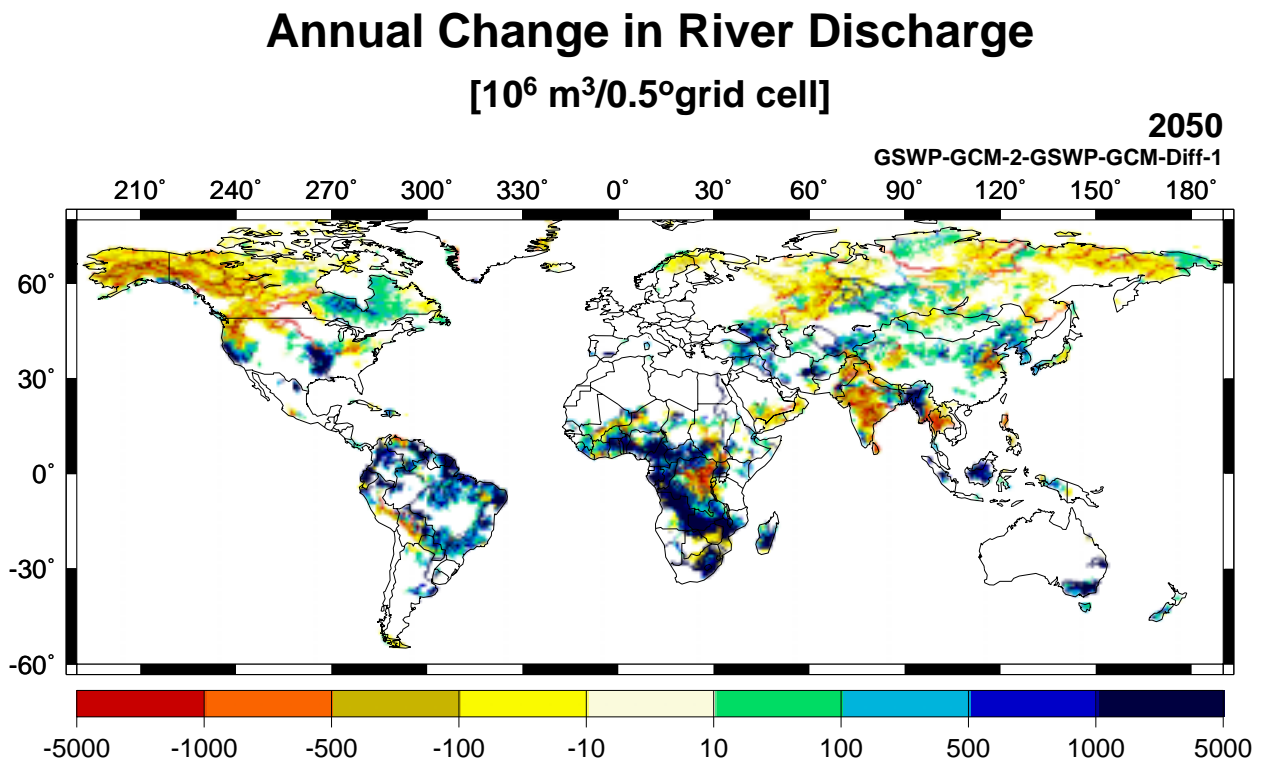 Annual Change in River Discharge
[10⁶ m³/0.5°grid cell]
2050
GSWP-GCM-2-GSWP-GCM-Diff-1
210° 240° 270° 300° 330° 0° 30° 60° 90° 120° 150° 180°
60°
30°
0°
-30°
-60°
-5000 -1000 -500 -100 -10 10 100 500 1000 5000